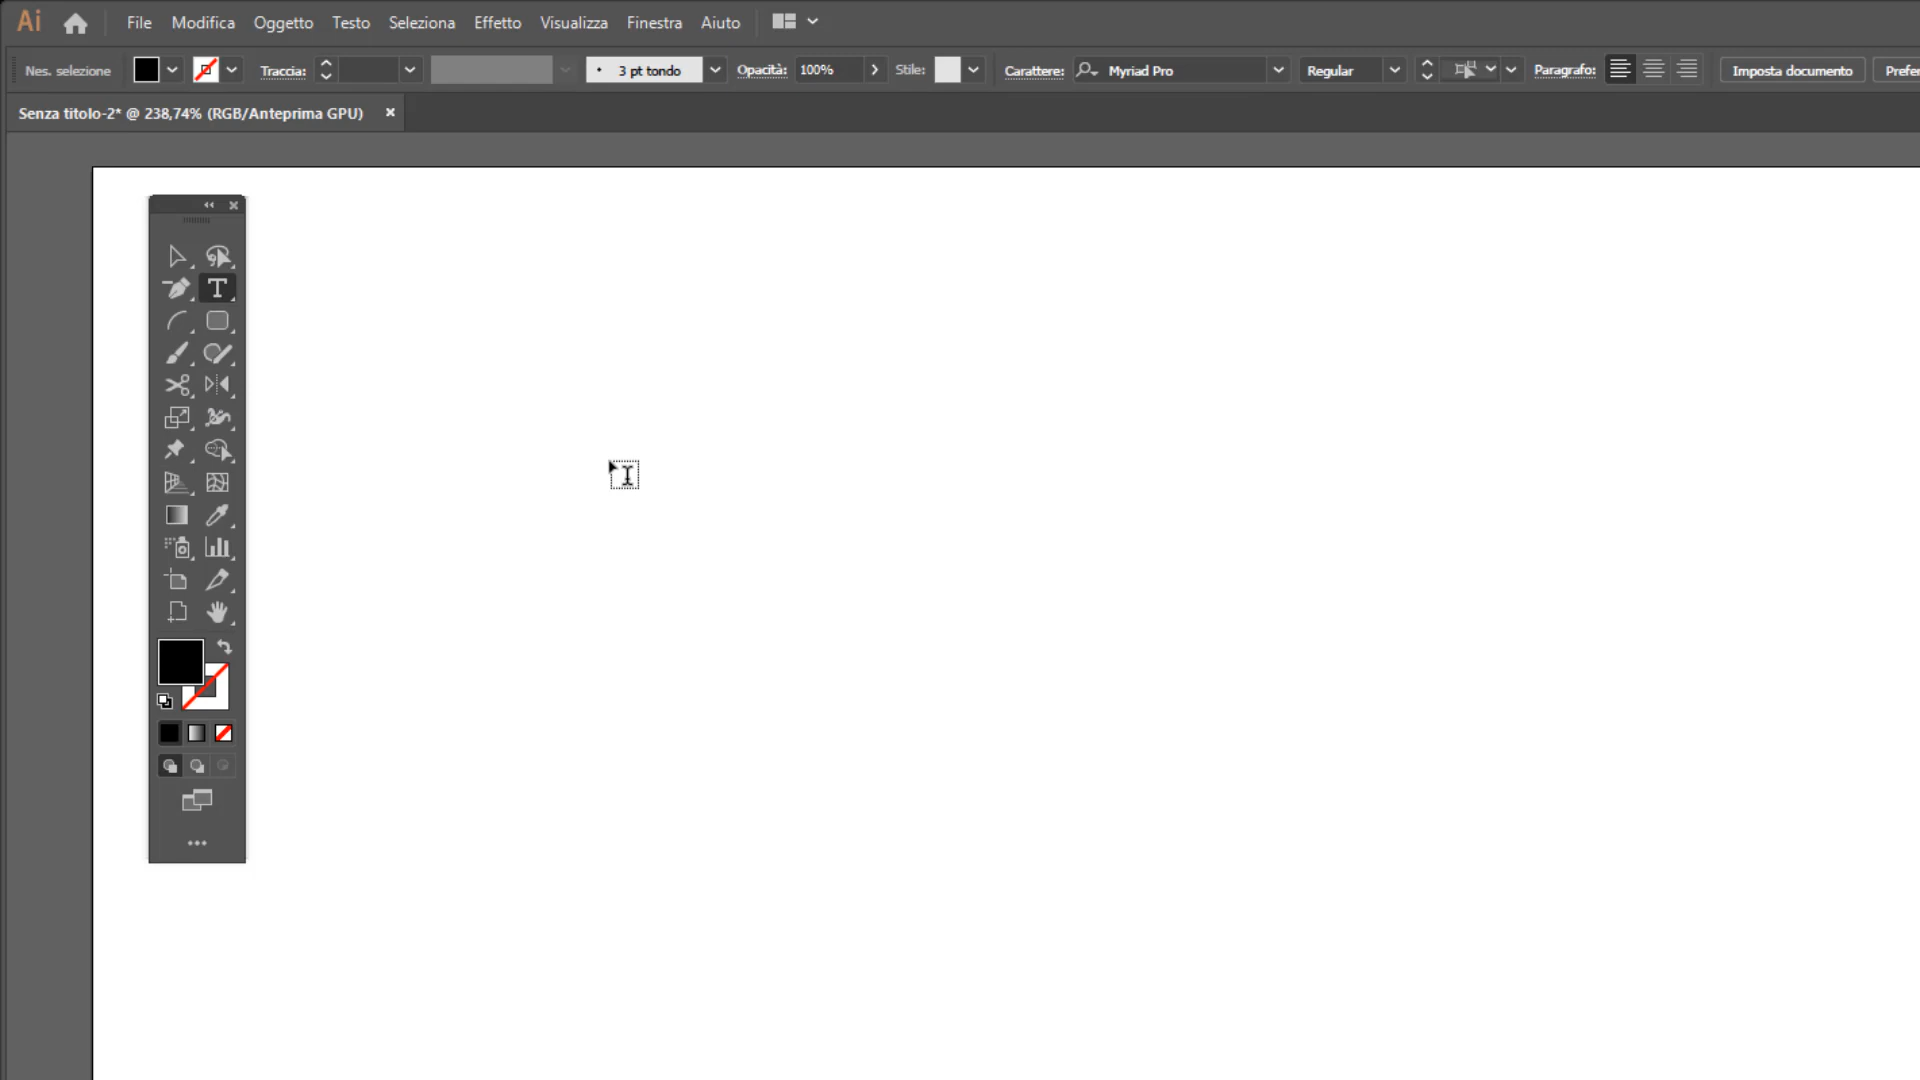 Ai File Modifica Oggetto Testo Seleziona Effetto Visualizza Finestra Aiuto
Nes. selezione Traccia: 3 pt tondo Opacità: 100% Stile: Carattere: Myriad Pro Regular Paragrafo: Imposta documento Prefer
Senza titolo-2* @ 238,74% (RGB/Anteprima GPU)